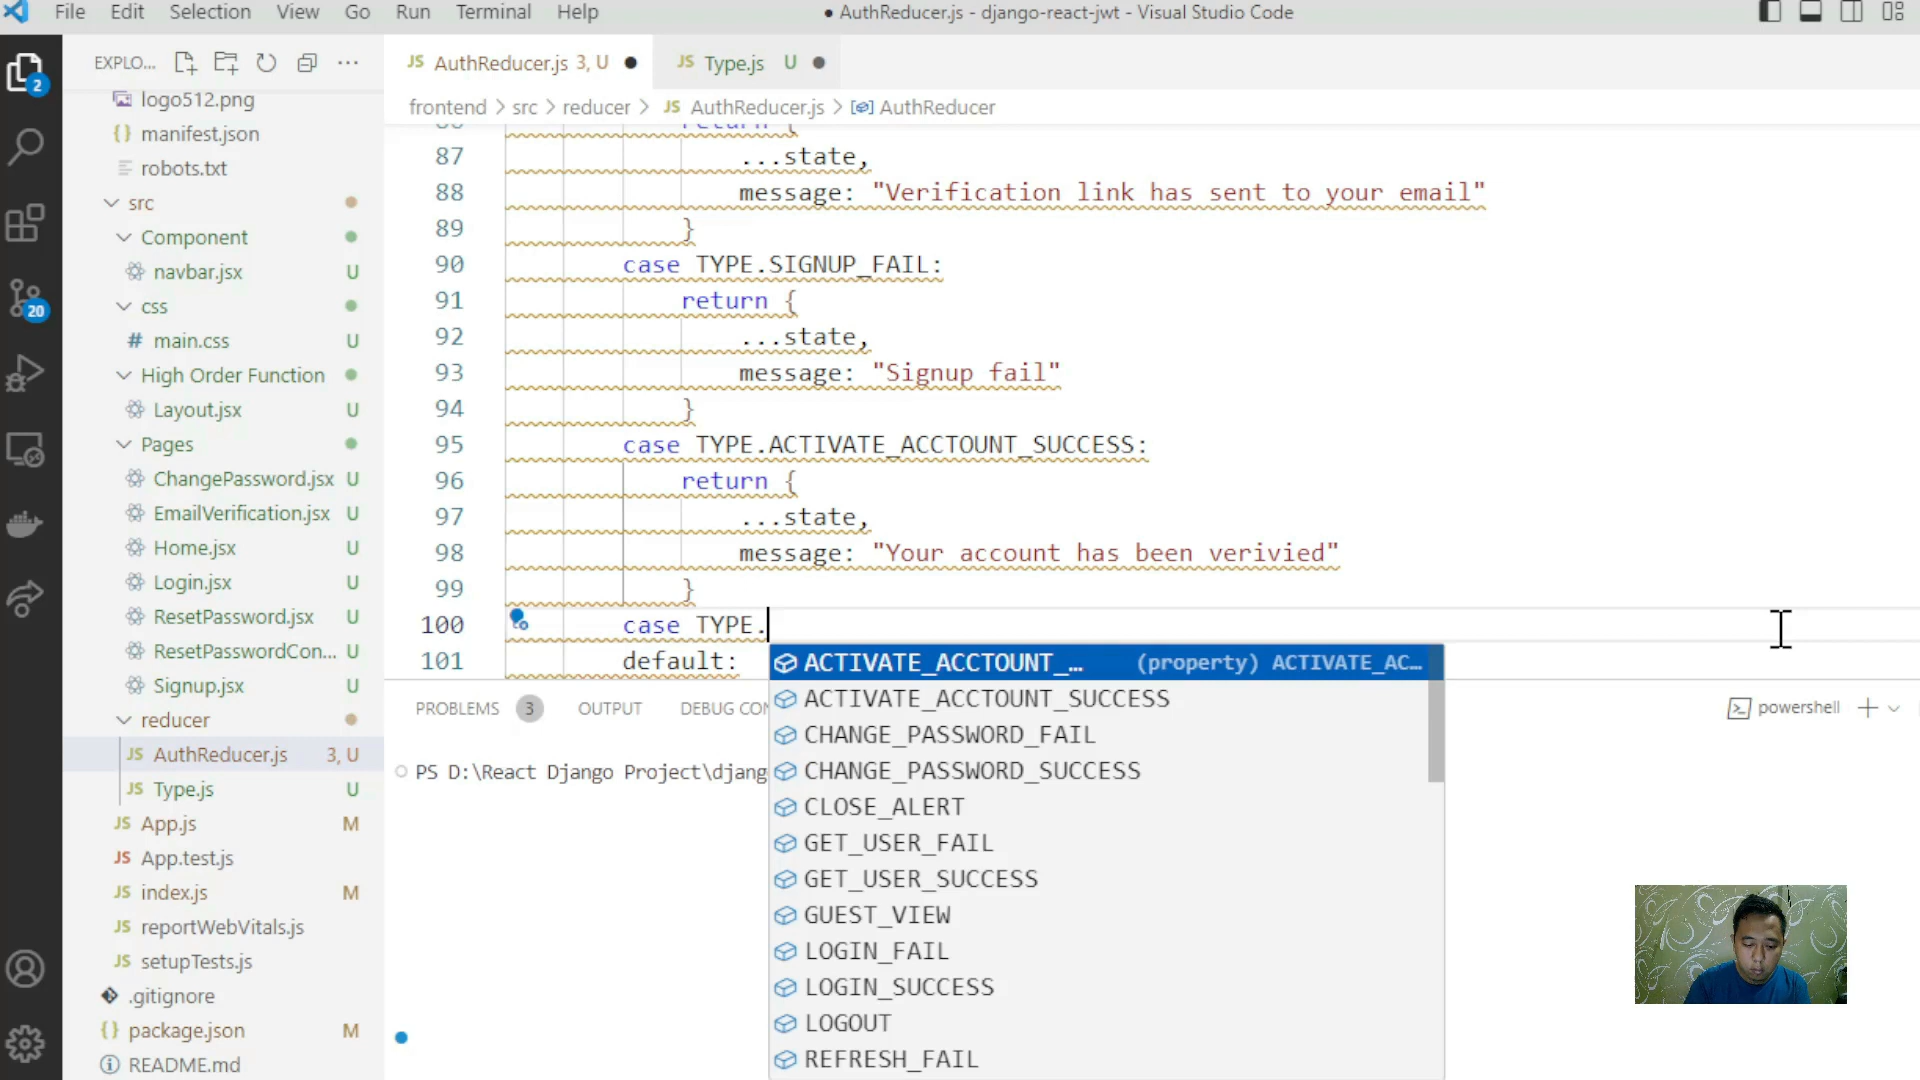 File Edit Selection View Go Run Terminal Help ● AuthReducer.js - django-react-jwt - Visual Studio Code
EXPLO... ...
JS AuthReducer.js 3, U ● JS Type.js U ●
frontend > src > reducer > JS AuthReducer.js > AuthReducer
2
20
logo512.png
{} manifest.json
robots.txt
src
Component
navbar.jsx U
css
# main.css U
High Order Function
Layout.jsx U
Pages
ChangePassword.jsx U
EmailVerification.jsx U
Home.jsx U
Login.jsx U
ResetPassword.jsx U
ResetPasswordCon... U
Signup.jsx U
reducer
JS AuthReducer.js 3, U
JS Type.js U
JS App.js M
JS App.test.js
JS index.js M
JS reportWebVitals.js
JS setupTests.js
.gitignore
{} package.json M
README.md
86 return {
87 ...state,
88 message: "Verification link has sent to your email"
89 }
90 case TYPE.SIGNUP_FAIL:
91 return {
92 ...state,
93 message: "Signup fail"
94 }
95 case TYPE.ACTIVATE_ACCTOUNT_SUCCESS:
96 return {
97 ...state,
98 message: "Your account has been verivied"
99 }
100 case TYPE.
101 default:
ACTIVATE_ACCTOUNT_... (property) ACTIVATE_AC...
ACTIVATE_ACCTOUNT_SUCCESS
CHANGE_PASSWORD_FAIL
CHANGE_PASSWORD_SUCCESS
CLOSE_ALERT
GET_USER_FAIL
GET_USER_SUCCESS
GUEST_VIEW
LOGIN_FAIL
LOGIN_SUCCESS
LOGOUT
REFRESH_FAIL
PROBLEMS 3 OUTPUT DEBUG CON powershell
PS D:\React Django Project\djang